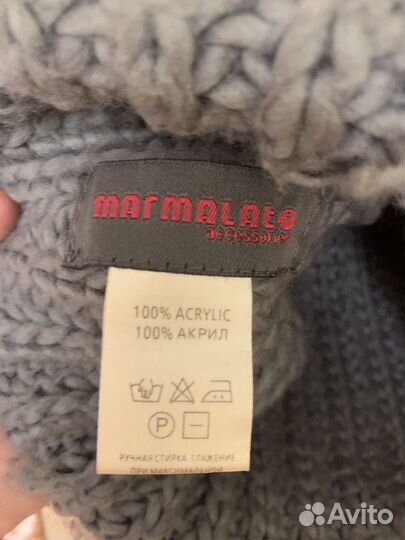 marmalato
accessories
100% ACRYLIC
100% АКРИЛ
P
РУЧНАЯ СТИРКА. ГЛАЖЕНИЕ
ПРИ МАКСИМАЛЬНОЙ
Avito